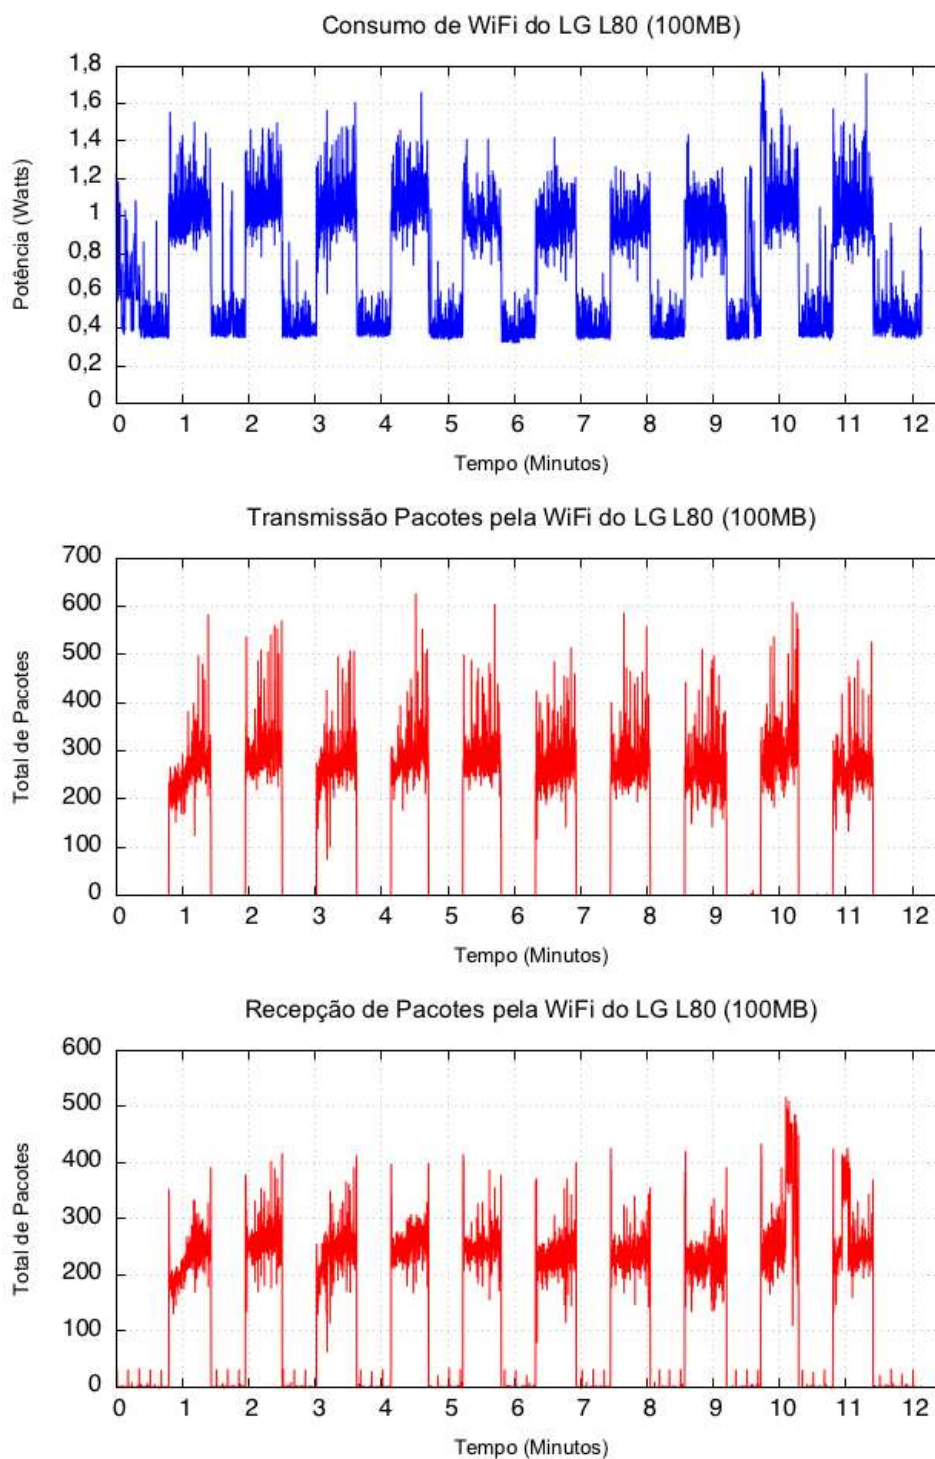 Consumo de WiFi do LG L80 (100MB)
1,8
1,6
1,4
1,2
1
0,8
0,6
0,4
0,2
0
Potência (Watts)
0 1 2 3 4 5 6 7 8 9 10 11 12
Tempo (Minutos)
Transmissão Pacotes pela WiFi do LG L80 (100MB)
700
600
500
400
300
200
100
0
Total de Pacotes
0 1 2 3 4 5 6 7 8 9 10 11 12
Tempo (Minutos)
Recepção de Pacotes pela WiFi do LG L80 (100MB)
600
500
400
300
200
100
0
Total de Pacotes
0 1 2 3 4 5 6 7 8 9 10 11 12
Tempo (Minutos)